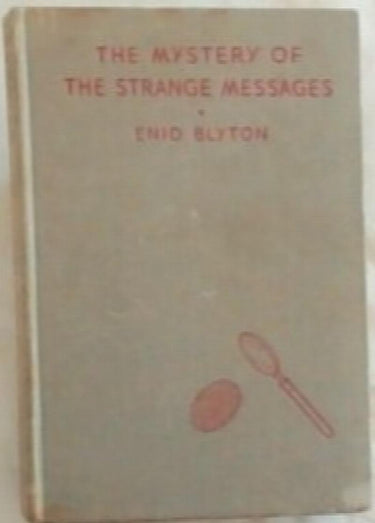 THE MYSTERY OF
THE STRANGE MESSAGES
ENID BLYTON